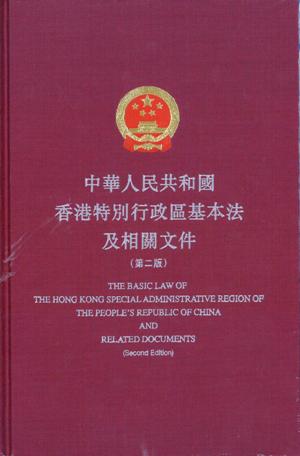 中華人民共和國
香港特別行政區基本法
及相關文件
(第二版)
THE BASIC LAW OF
THE HONG KONG SPECIAL ADMINISTRATIVE REGION OF
THE PEOPLE'S REPUBLIC OF CHINA
AND
RELATED DOCUMENTS
(Second Edition)